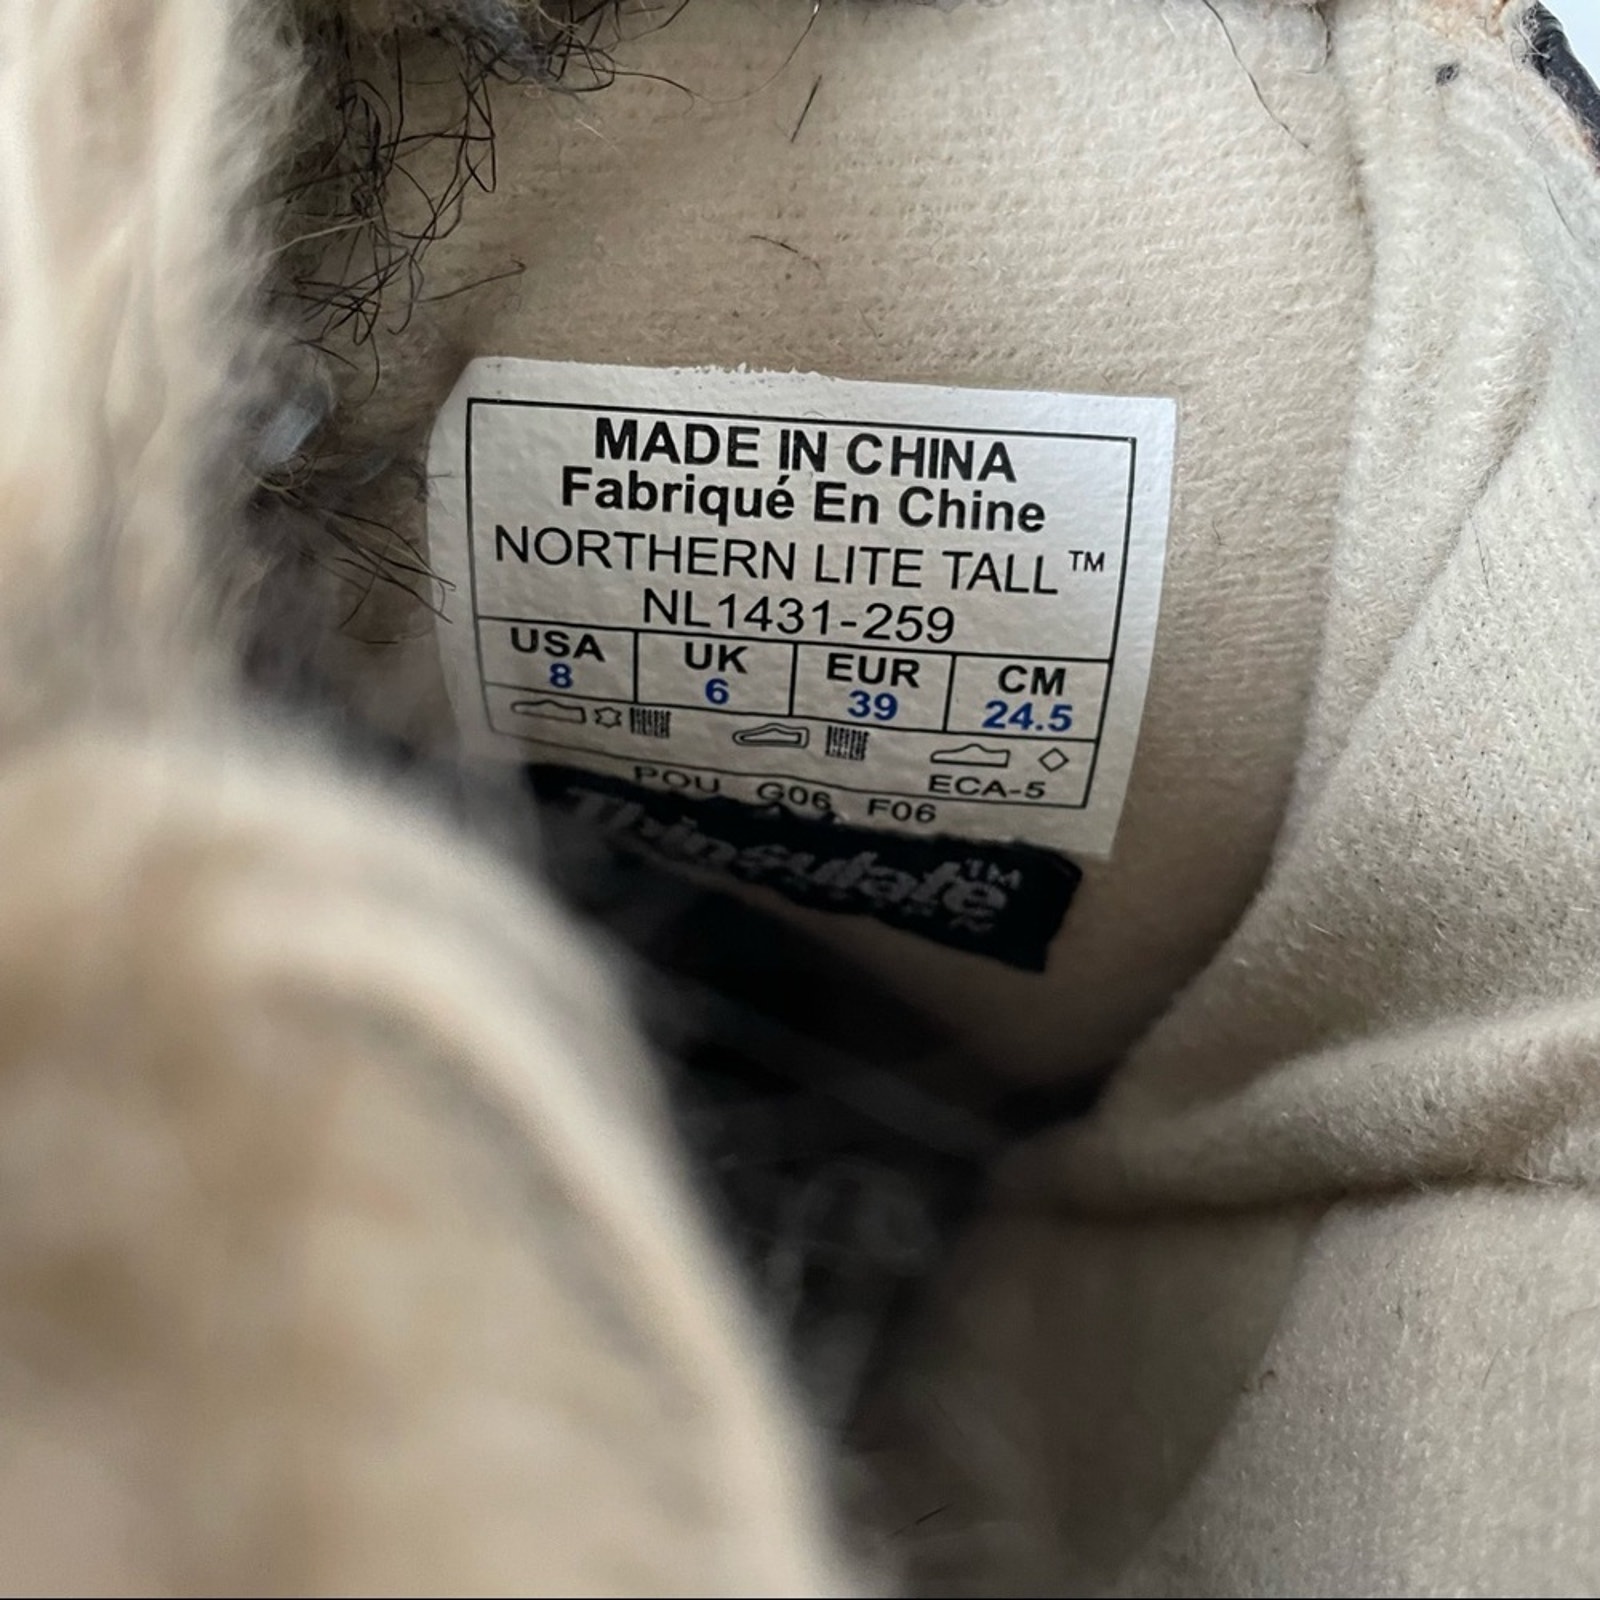 MADE IN CHINA
Fabriqué En Chine
NORTHERN LITE TALL™
NL1431-259
USA UK EUR CM
8 6 39 24.5
ECA-5
POU G06 F06
Thinsulate™